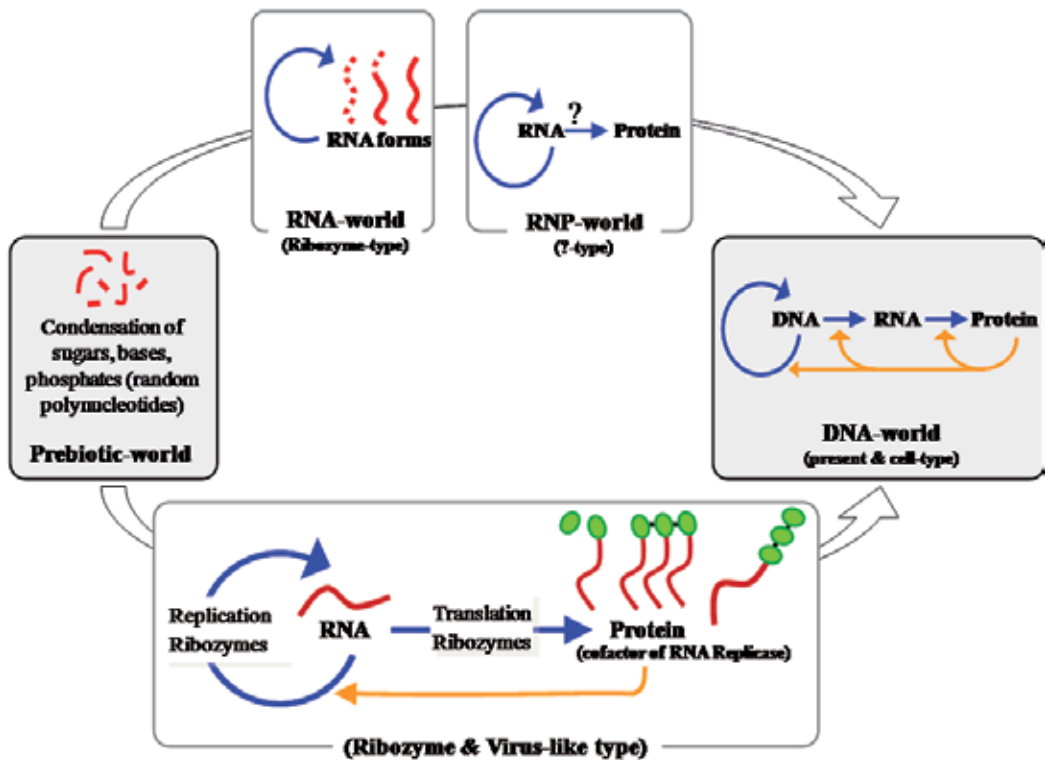 RNA forms
RNA-world
(Ribozyme-type)
?
RNA
Protein
RNP-world
(?-type)
Condensation of
sugars, bases,
phosphates (random
polynucleotides)
Prebiotic-world
DNA
RNA
Protein
DNA-world
(present & cell-type)
Replication
Ribozymes
RNA
Translation
Ribozymes
Protein
(cofactor of RNA Replicase)
(Ribozyme & Virus-like type)